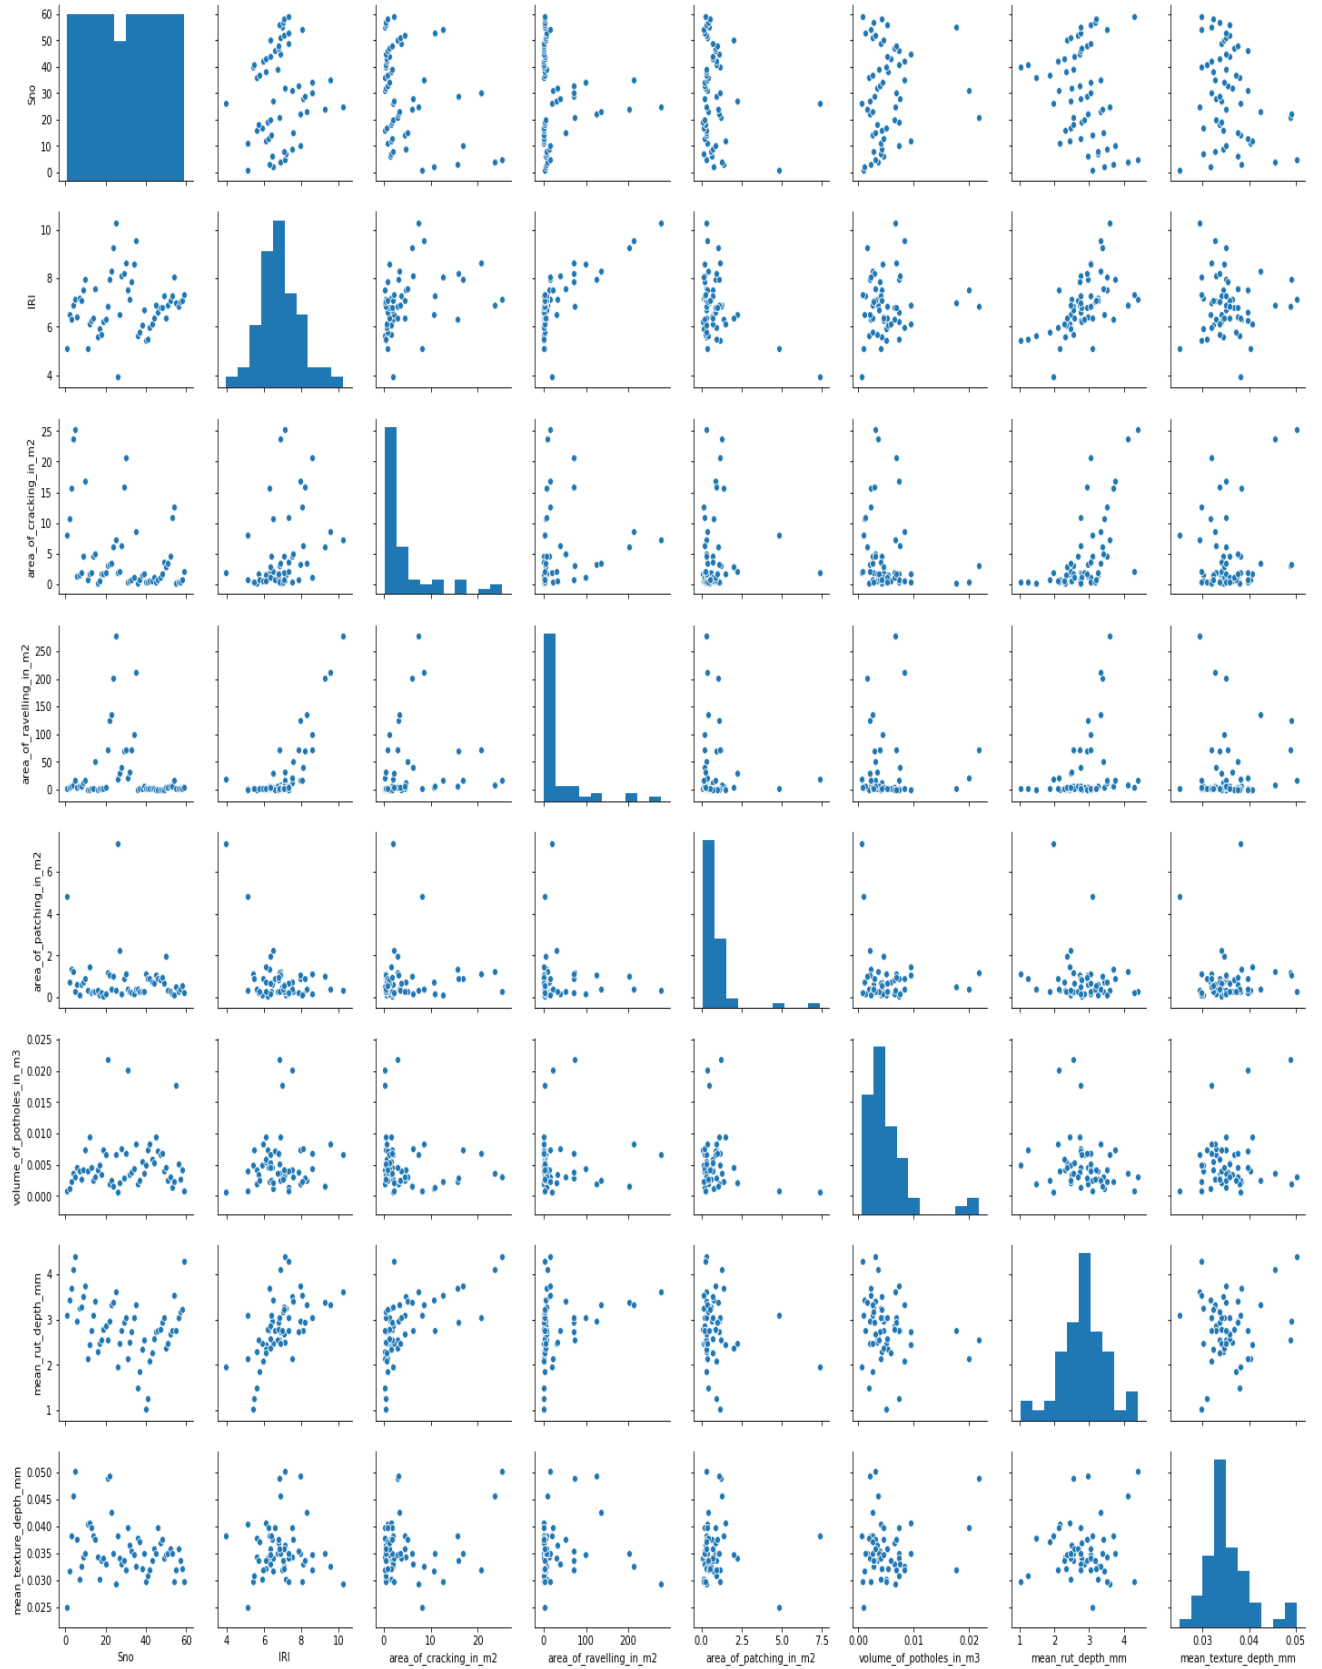 60
50
40
30
20
10
0
Sno
10
8
6
4
IRI
25
20
15
10
5
0
area_of_cracking_in_m2
250
200
150
100
50
0
area_of_ravelling_in_m2
6
4
2
0
area_of_patching_in_m2
0.025
0.020
0.015
0.010
0.005
0.000
volume_of_potholes_in_m3
4
3
2
1
mean_rut_depth_mm
0.050
0.045
0.040
0.035
0.030
0.025
mean_texture_depth_mm
0 20 40 60
Sno
4 6 8 10
IRI
0 10 20
area_of_cracking_in_m2
0 100 200
area_of_ravelling_in_m2
0.0 2.5 5.0 7.5
area_of_patching_in_m2
0.00 0.01 0.02
volume_of_potholes_in_m3
1 2 3 4
mean_rut_depth_mm
0.03 0.04 0.05
mean_texture_depth_mm